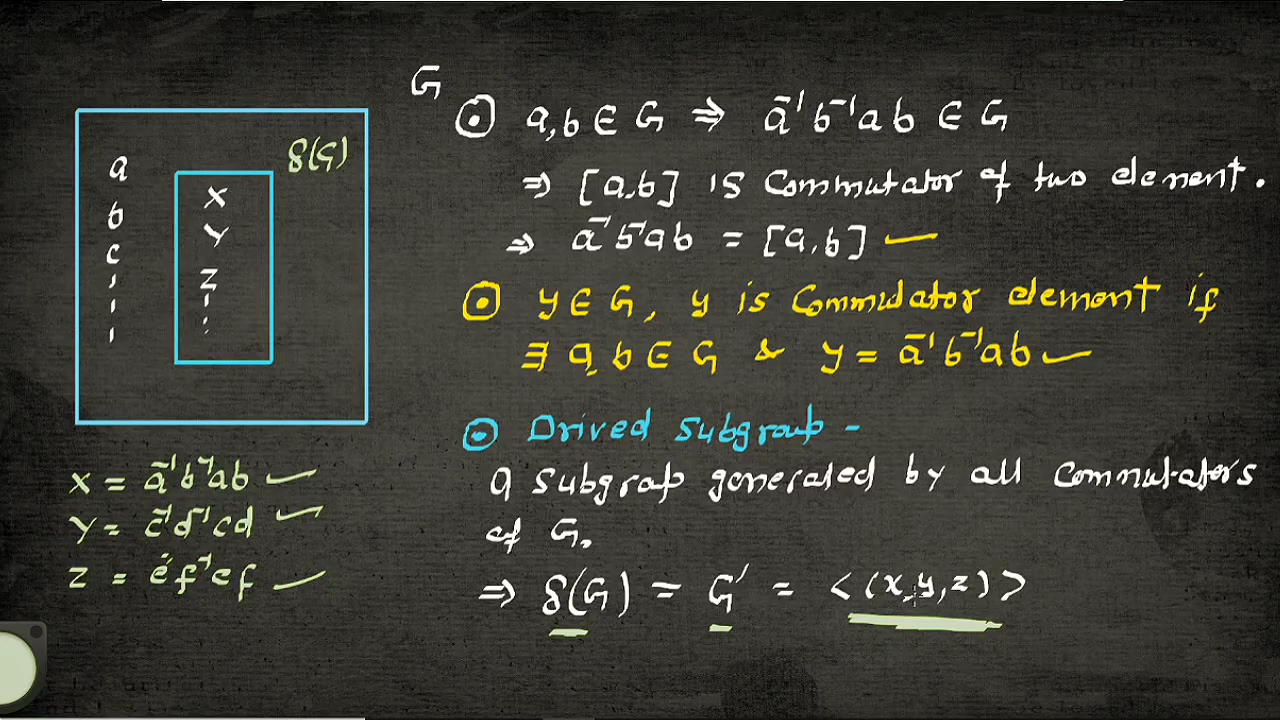 G
⊙ a,b ∈ G ⇒ a⁻¹b⁻¹ab ∈ G
⇒ [a,b] is Commutator of two element.
⇒ a⁻¹b⁻¹ab = [a,b]
⊙ y ∈ G, y is Commutator element if
∃ a,b ∈ G & y = a⁻¹b⁻¹ab
⊙ Drived Subgroup -
A Subgroup generated by all Commutators
of G.
⇒ δ(G) = G' = <(x,y,z)>
δ(G)
a
b
c
X
Y
Z
X = a⁻¹b⁻¹ab
Y = c⁻¹d⁻¹cd
Z = e⁻¹f⁻¹ef